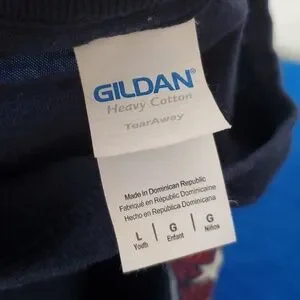 GILDAN®
Heavy Cotton
TearAway
Made in Dominican Republic
Fabriqué en République Dominicaine
Hecho en República Dominicana
L | G | G
Youth Enfant Niños